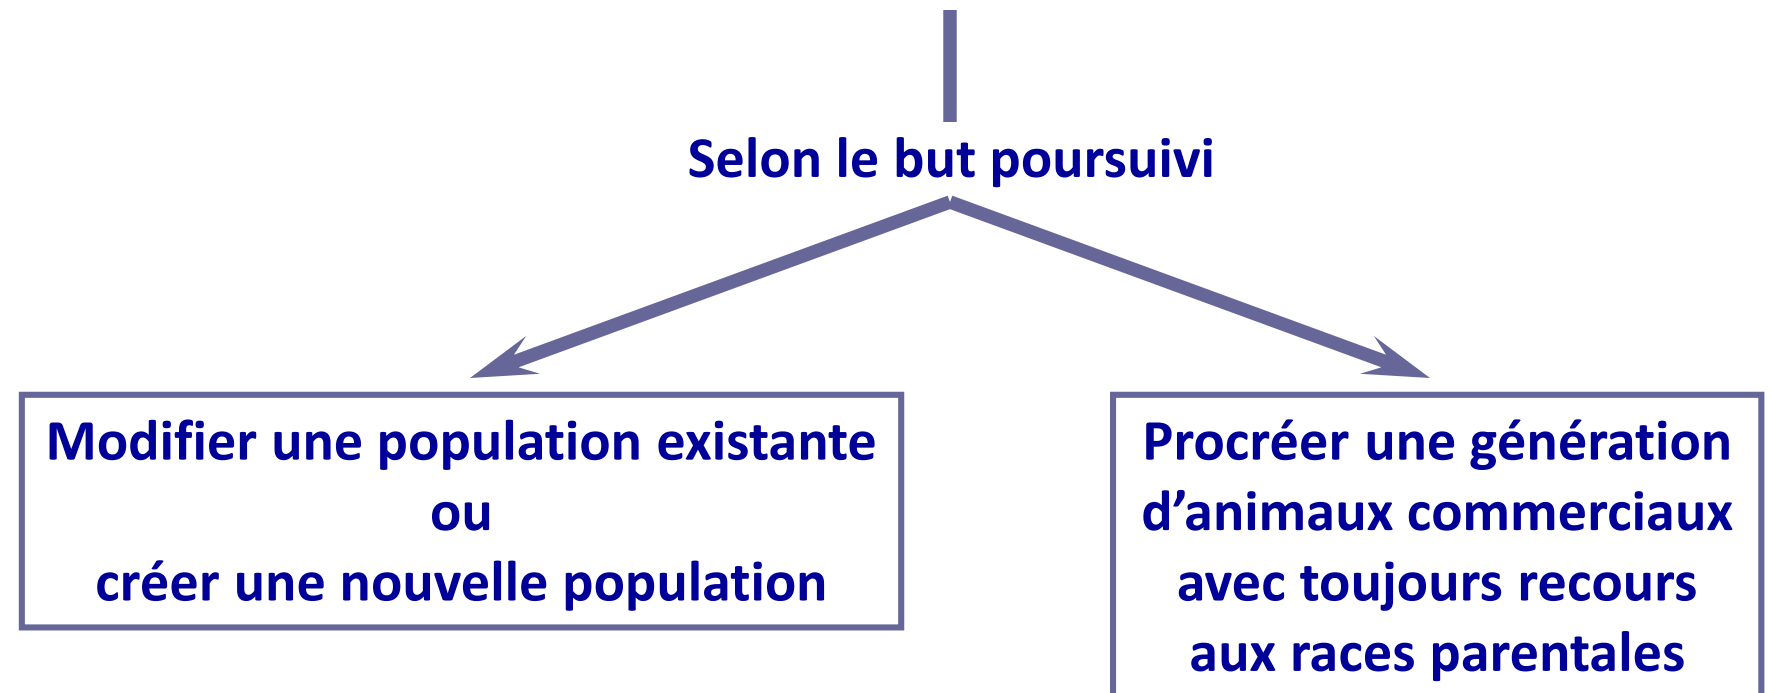 Selon le but poursuivi
Modifier une population existante
ou
créer une nouvelle population
Procréer une génération
d’animaux commerciaux
avec toujours recours
aux races parentales